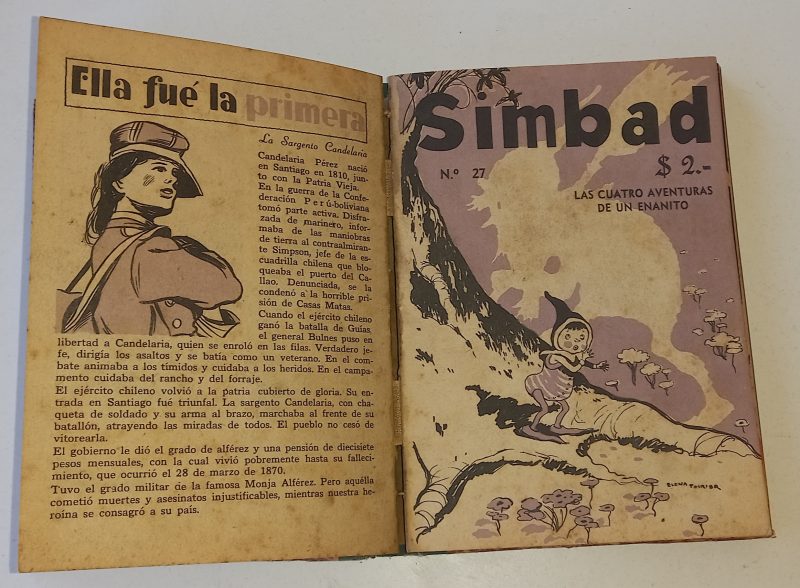 Ella fué la primera
La Sargento Candelaria
Candelaria Pérez nació
en Santiago en 1810, jun-
to con la Patria Vieja.
En la guerra de la Confe-
deración Perú-boliviana
tomó parte activa. Disfra-
zada de marinero, infor-
maba de las maniobras
de tierra al contraalmiran-
te Simpson, jefe de la es-
cuadrilla chilena que blo-
queaba el puerto del Ca-
llao. Denunciada, se la
condenó a la horrible pri-
sión de Casas Matas.
Cuando el ejército chileno
ganó la batalla de Guías,
el general Bulnes puso en
libertad a Candelaria, quien se enroló en las filas. Verdadero je-
fe, dirigía los asaltos y se batía como un veterano. En el com-
bate animaba a los tímidos y cuidaba a los heridos. En el campa-
mento cuidaba del rancho y del forraje.
El ejército chileno volvió a la patria cubierto de gloria. Su en-
trada en Santiago fué triunfal. La sargento Candelaria, con cha-
queta de soldado y su arma al brazo, marchaba al frente de su
batallón, atrayendo las miradas de todos. El pueblo no cesó de
vitorearla.
El gobierno le dió el grado de alférez y una pensión de diecisiete
pesos mensuales, con la cual vivió pobremente hasta su falleci-
miento, que ocurrió el 28 de marzo de 1870.
Tuvo el grado militar de la famosa Monja Alférez. Pero aquélla
cometió muertes y asesinatos injustificables, mientras nuestra he-
roína se consagró a su país.
Simbad
N.º 27
$ 2.-
LAS CUATRO AVENTURAS
DE UN ENANITO
ELENA POIRIER